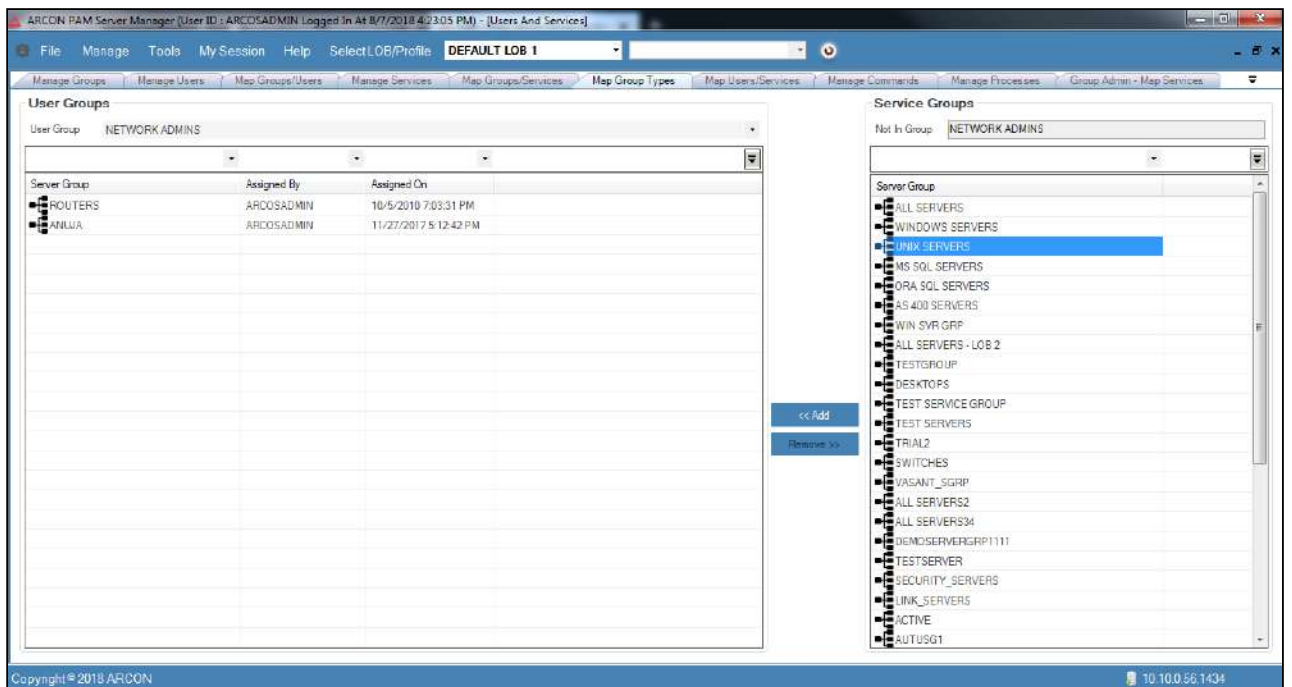 ARCON PAM Server Manager (User ID : ARCOSADMIN Logged In At 8/7/2018 4:23:05 PM) - [Users And Services]
File Manage Tools My Session Help Select LOB/Profile DEFAULT LOB 1
Manage Groups Manage Users Map Groups/Users Manage Services Map Groups/Services Map Group Types Map Users/Services Manage Commands Manage Processes Group Admin - Map Services
User Groups
User Group NETWORK ADMINS
Server Group Assigned By Assigned On
ROUTERS ARCOSADMIN 10/5/2010 7:03:31 PM
ANUJA ARCOSADMIN 11/27/2017 5:12:42 PM
<< Add
Remove >>
Service Groups
Not In Group NETWORK ADMINS
Server Group
ALL SERVERS
WINDOWS SERVERS
UNIX SERVERS
MS SQL SERVERS
ORA SQL SERVERS
AS 400 SERVERS
WIN SVR GRP
ALL SERVERS - LOB 2
TESTGROUP
DESKTOPS
TEST SERVICE GROUP
TEST SERVERS
TRIAL2
SWITCHES
VASANT_SGRP
ALL SERVERS2
ALL SERVERS34
DEMOSERVERGRP1111
TESTSERVER
SECURITY_SERVERS
LINK_SERVERS
ACTIVE
AUTUSG1
Copyright © 2018 ARCON
10.10.0.56,1434